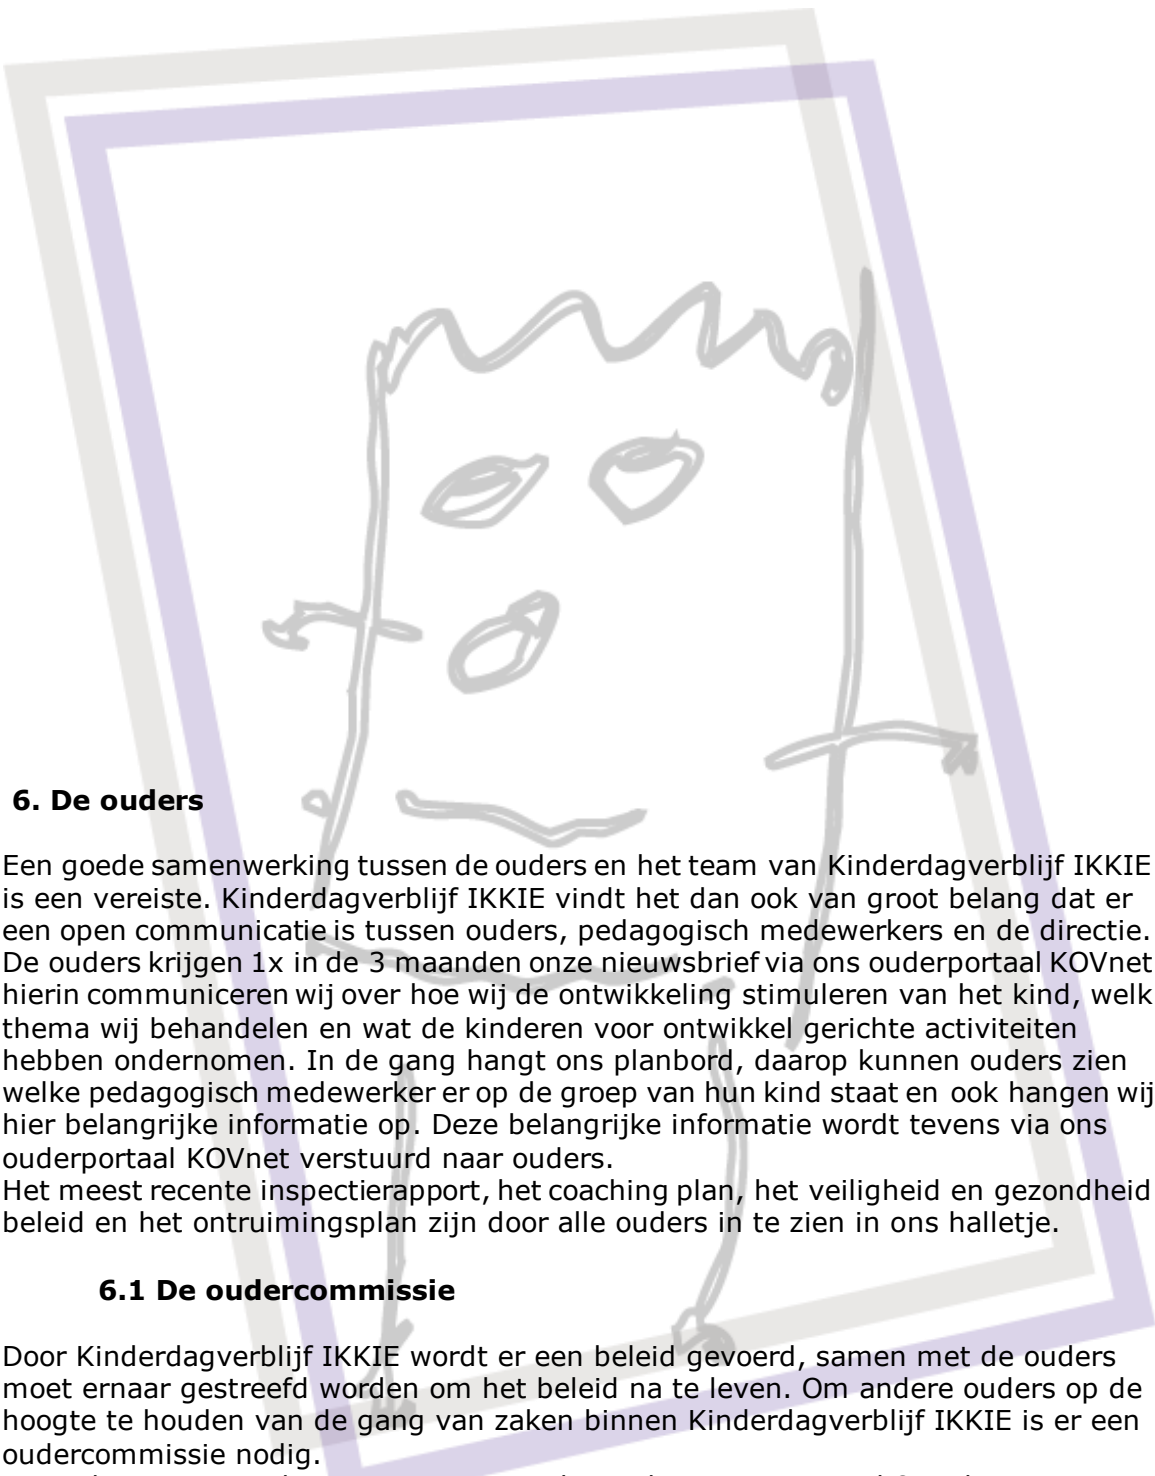 6. De ouders
Een goede samenwerking tussen de ouders en het team van Kinderdagverblijf IKKIE
is een vereiste. Kinderdagverblijf IKKIE vindt het dan ook van groot belang dat er
een open communicatie is tussen ouders, pedagogisch medewerkers en de directie.
De ouders krijgen 1x in de 3 maanden onze nieuwsbrief via ons ouderportaal KOVnet
hierin communiceren wij over hoe wij de ontwikkeling stimuleren van het kind, welk
thema wij behandelen en wat de kinderen voor ontwikkel gerichte activiteiten
hebben ondernomen. In de gang hangt ons planbord, daarop kunnen ouders zien
welke pedagogisch medewerker er op de groep van hun kind staat en ook hangen wij
hier belangrijke informatie op. Deze belangrijke informatie wordt tevens via ons
ouderportaal KOVnet verstuurd naar ouders.
Het meest recente inspectierapport, het coaching plan, het veiligheid en gezondheid
beleid en het ontruimingsplan zijn door alle ouders in te zien in ons halletje.
6.1 De oudercommissie
Door Kinderdagverblijf IKKIE wordt er een beleid gevoerd, samen met de ouders
moet ernaar gestreefd worden om het beleid na te leven. Om andere ouders op de
hoogte te houden van de gang van zaken binnen Kinderdagverblijf IKKIE is er een
oudercommissie nodig.